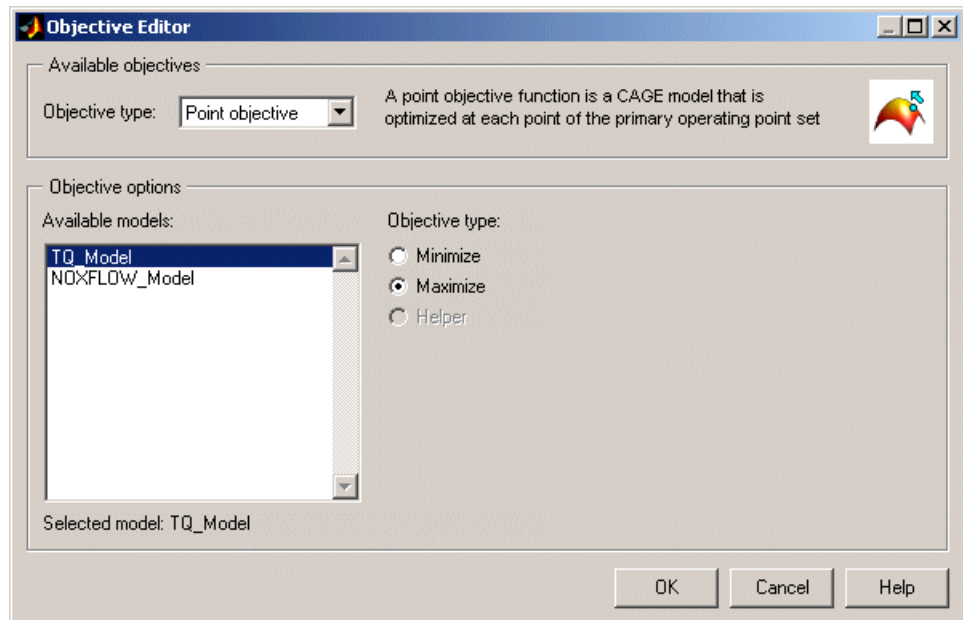 Objective Editor
Available objectives
Objective type: Point objective
A point objective function is a CAGE model that is
optimized at each point of the primary operating point set
Objective options
Available models:
TQ_Model
NOXFLOW_Model
Selected model: TQ_Model
Objective type:
Minimize
Maximize
Helper
OK Cancel Help